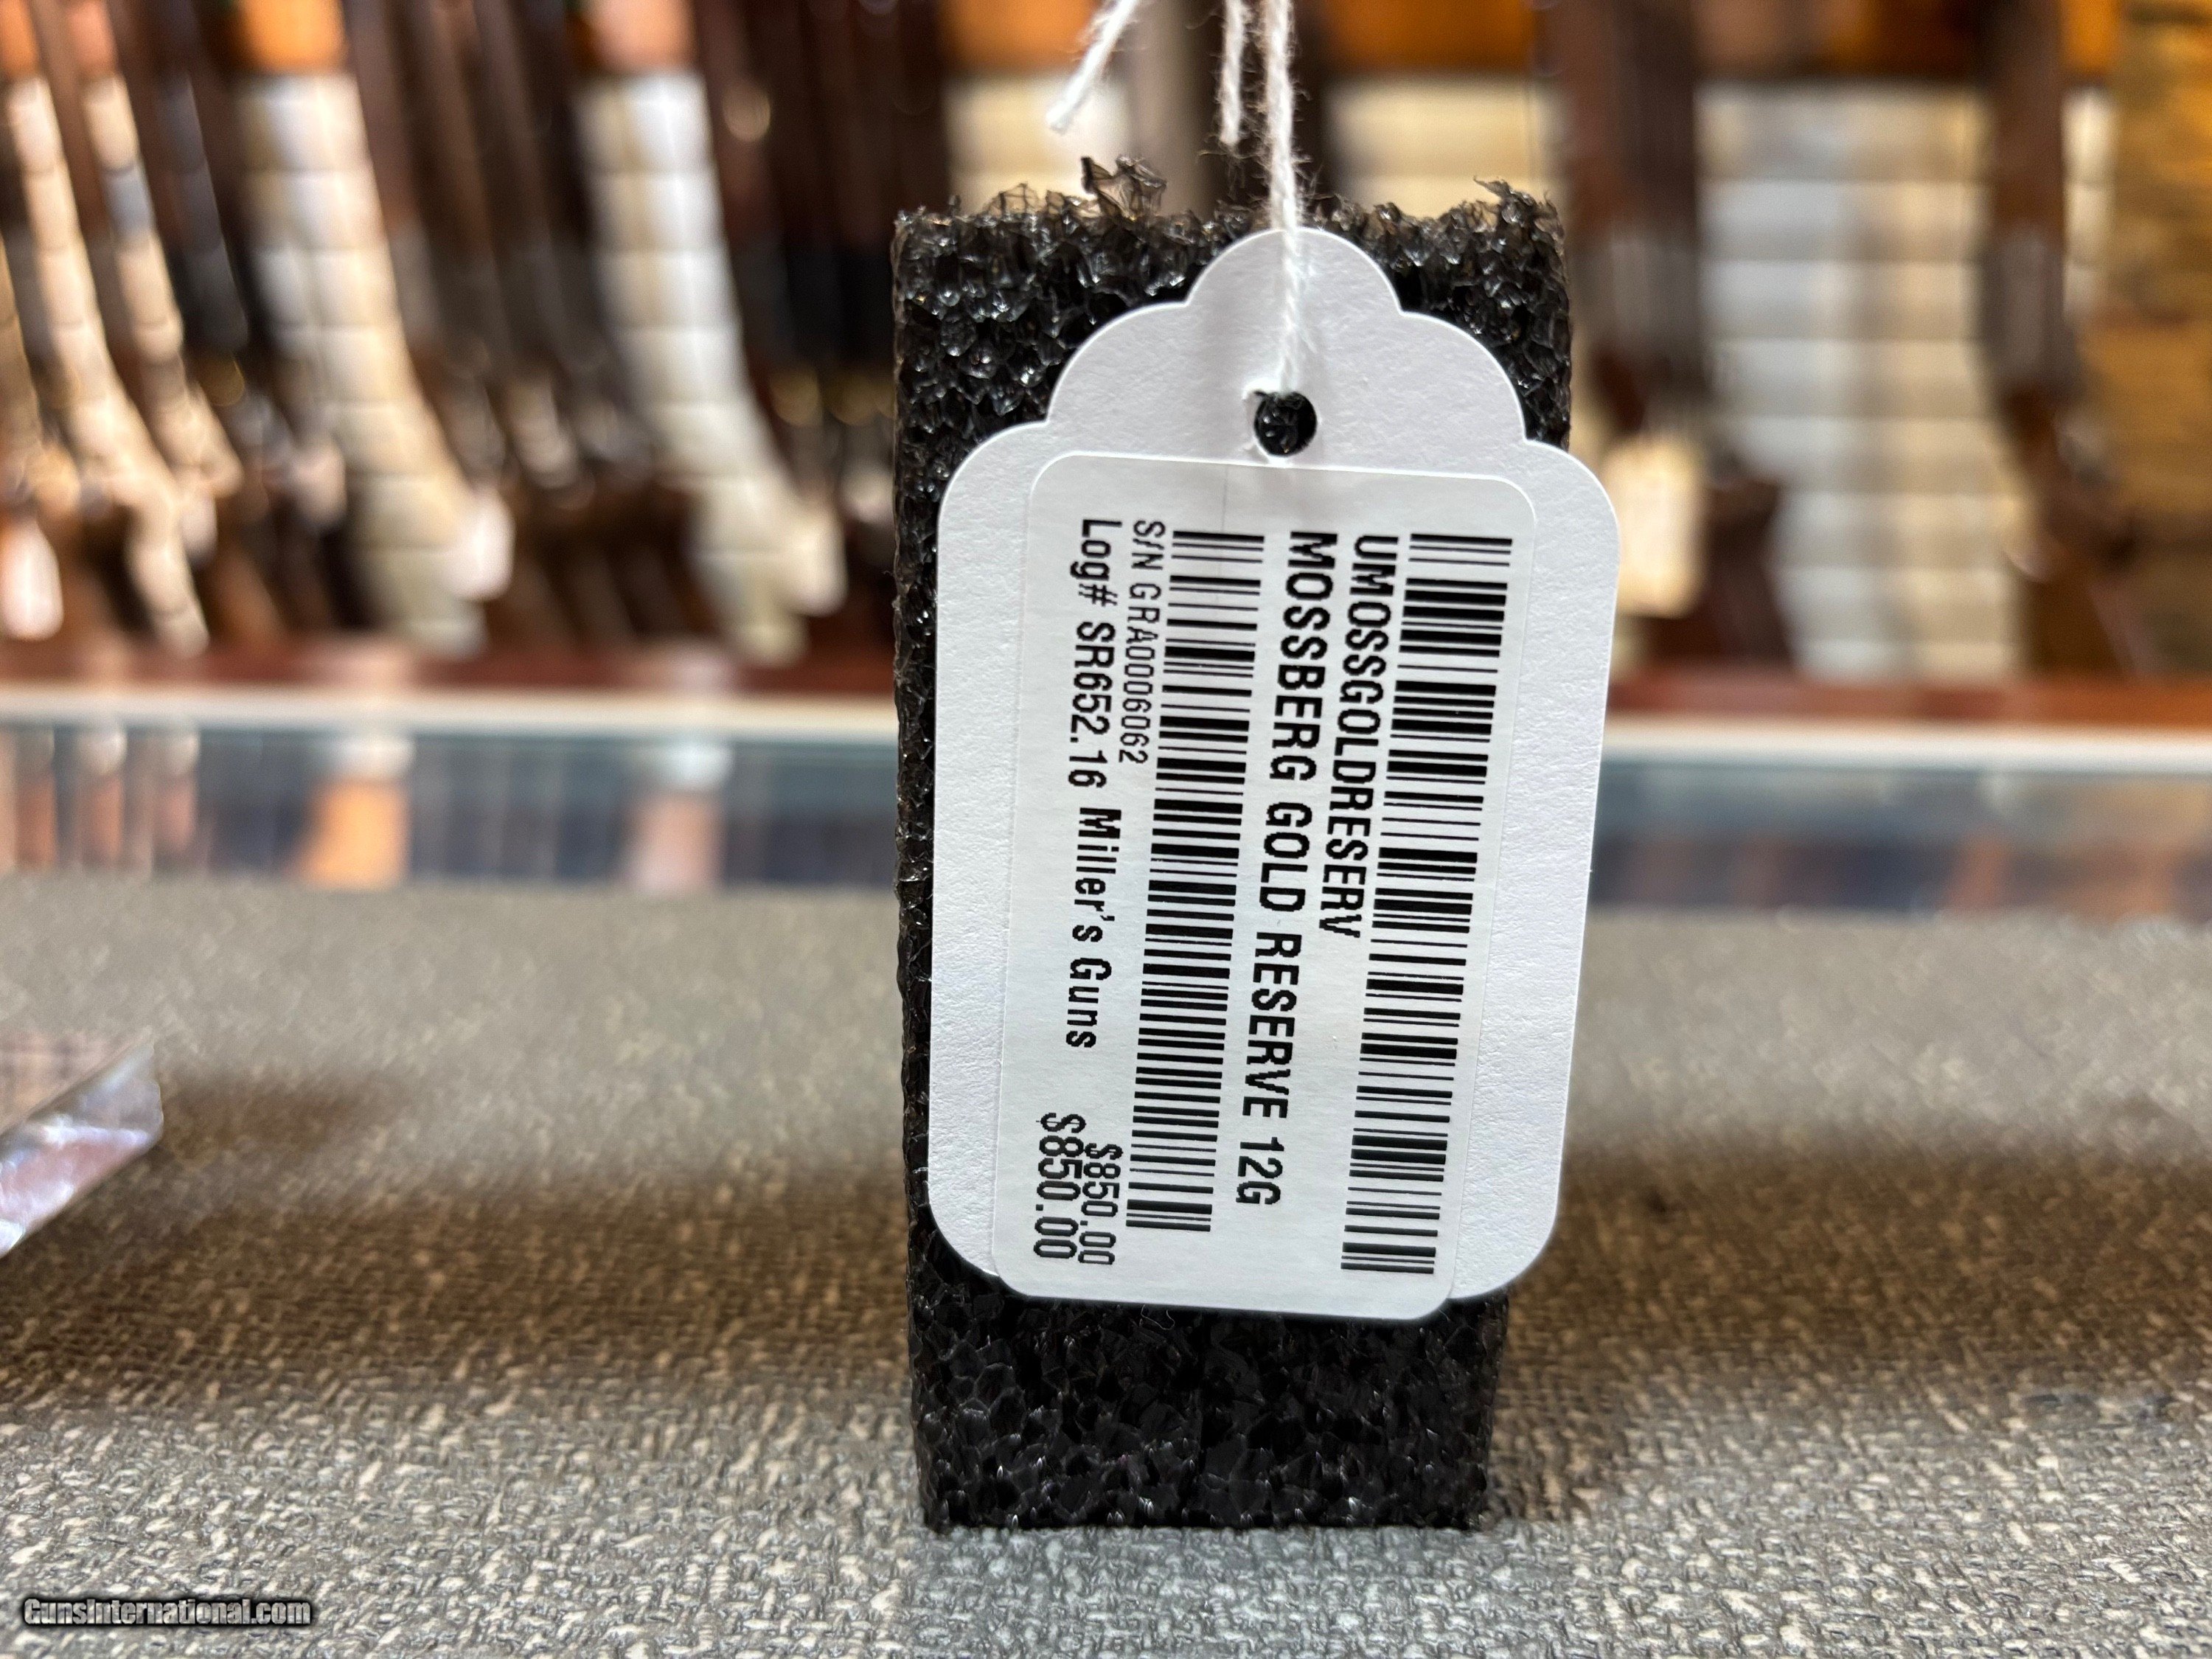 UMOSSGOLDRESERV
MOSSBERG GOLD RESERVE 12G
S/N GRA0006062 $850.00
Log# SR652.16 Miller's Guns $850.00
GunsInternational.com